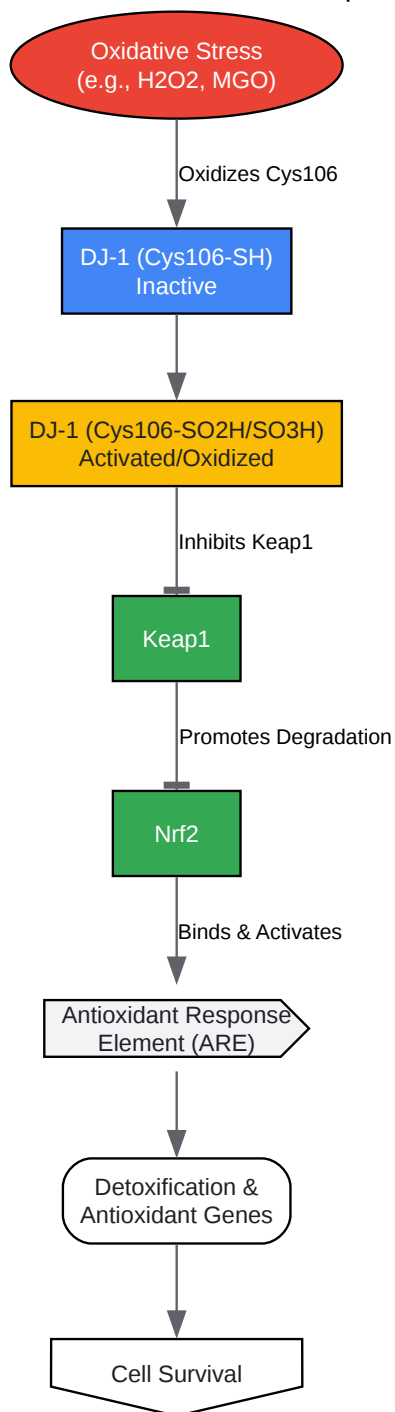 Oxidative Stress
(e.g., H2O2, MGO)
Oxidizes Cys106
DJ-1 (Cys106-SH)
Inactive
DJ-1 (Cys106-SO2H/SO3H)
Activated/Oxidized
Inhibits Keap1
Keap1
Promotes Degradation
Nrf2
Binds & Activates
Antioxidant Response
Element (ARE)
Detoxification &
Antioxidant Genes
Cell Survival